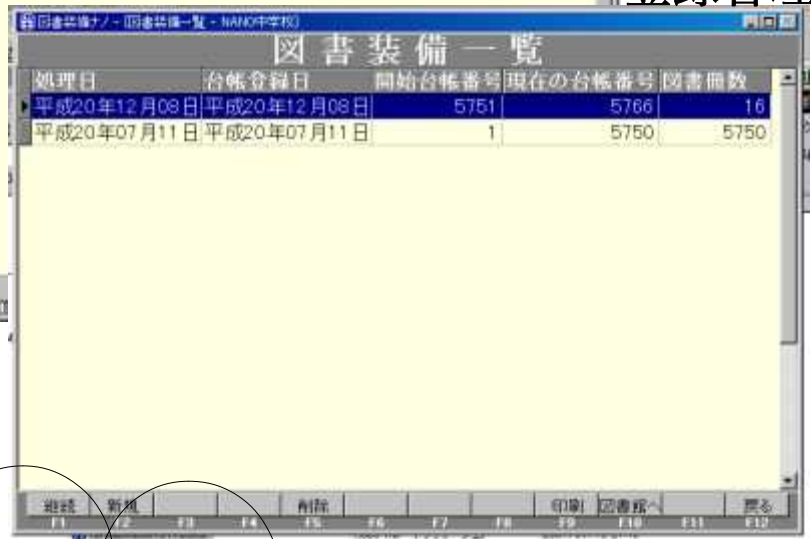 図書装備ナノ - [図書装備一覧 - NANO中学校]
図書装備一覧
処理日 台帳登録日 開始台帳番号 現在の台帳番号 図書冊数
平成20年12月08日 平成20年12月08日 5751 5766 16
平成20年07月11日 平成20年07月11日 1 5750 5750
継続 新規 削除 印刷 図書館へ 戻る
F1 F2 F3 F4 F5 F6 F7 F8 F9 F10 F11 F12